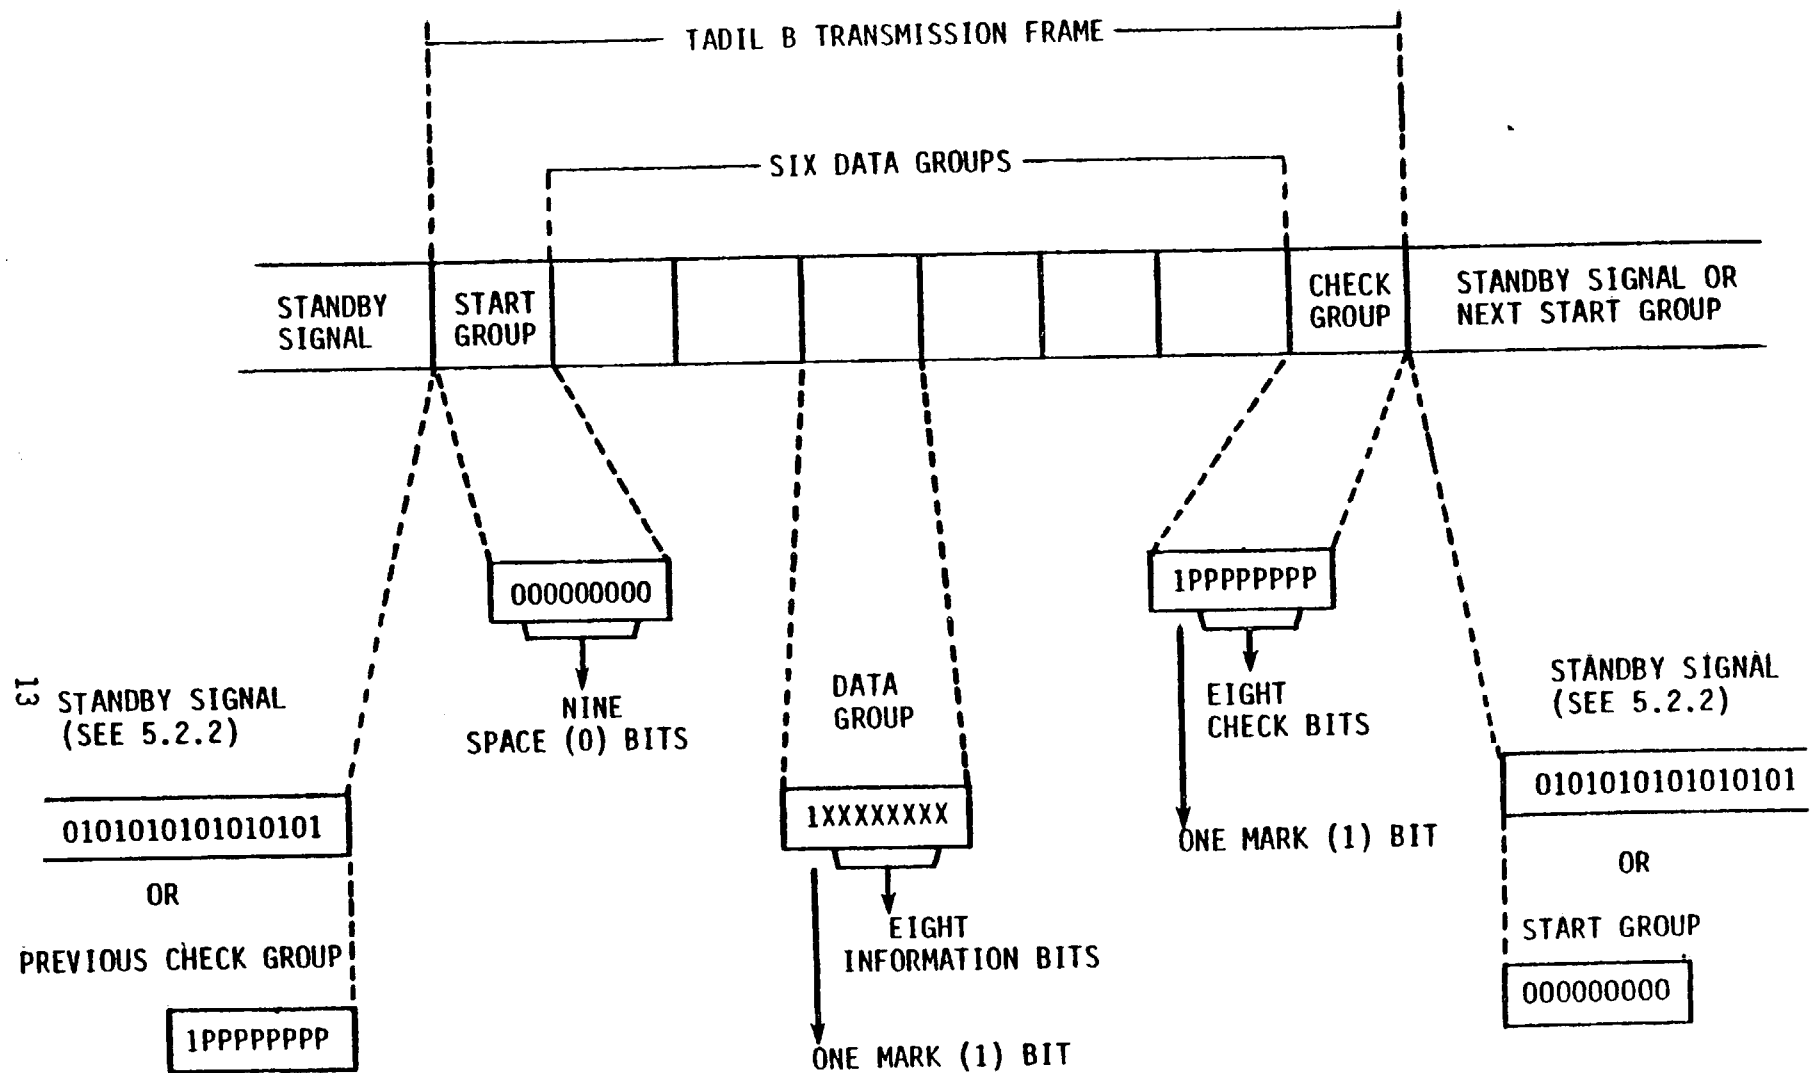 TADIL B TRANSMISSION FRAME
SIX DATA GROUPS
STANDBY
SIGNAL
START
GROUP
CHECK
GROUP
STANDBY SIGNAL OR
NEXT START GROUP
000000000
NINE
SPACE (0) BITS
DATA
GROUP
1XXXXXXXX
EIGHT
INFORMATION BITS
ONE MARK (1) BIT
1PPPPPPPP
EIGHT
CHECK BITS
ONE MARK (1) BIT
13
STANDBY SIGNAL
(SEE 5.2.2)
0101010101010101
OR
PREVIOUS CHECK GROUP
1PPPPPPPP
STANDBY SIGNAL
(SEE 5.2.2)
0101010101010101
OR
START GROUP
000000000